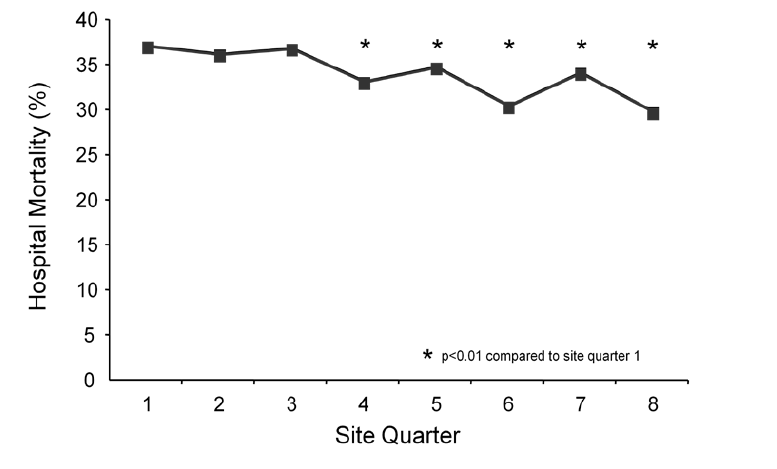 40
35
30
25
20
15
10
5
0
Hospital Mortality (%)
* * * * *
* p<0.01 compared to site quarter 1
1 2 3 4 5 6 7 8
Site Quarter